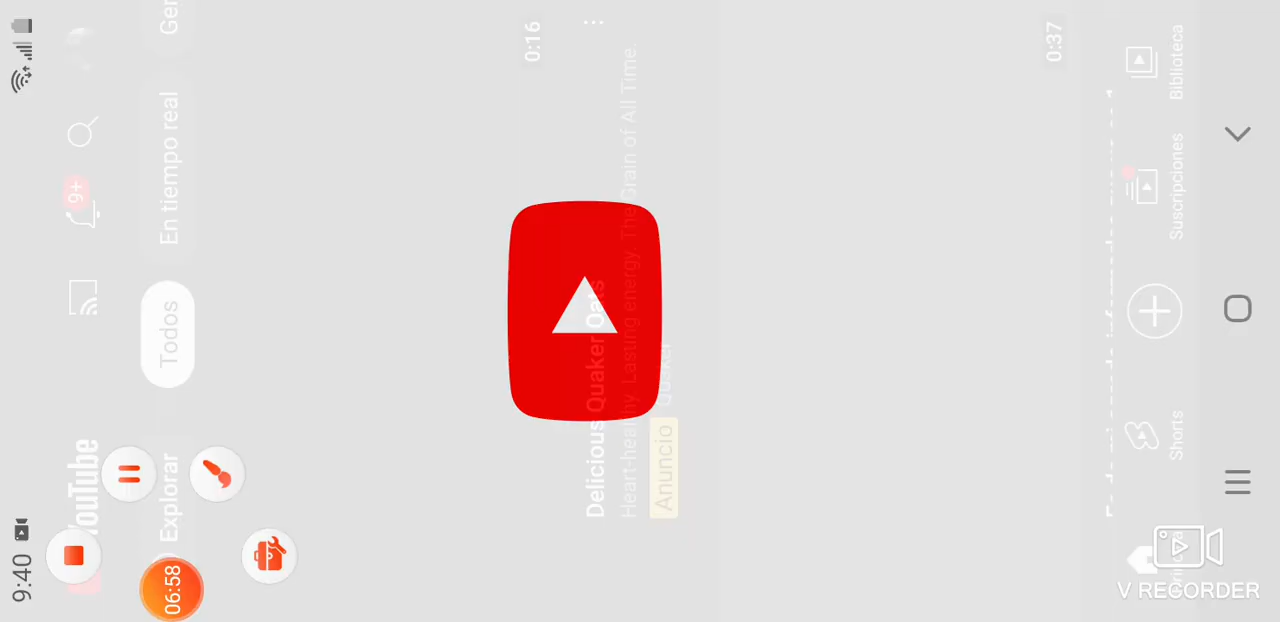 9:40
YouTube
9+
Explorar
Todos
En tiempo real
06:58
0:16
Delicious Quaker Oats
Heart-healthy Lasting energy. The Grain of All Time.
Anuncio
Quaker
0:37
Shorts
Suscripciones
Biblioteca
V RECORDER